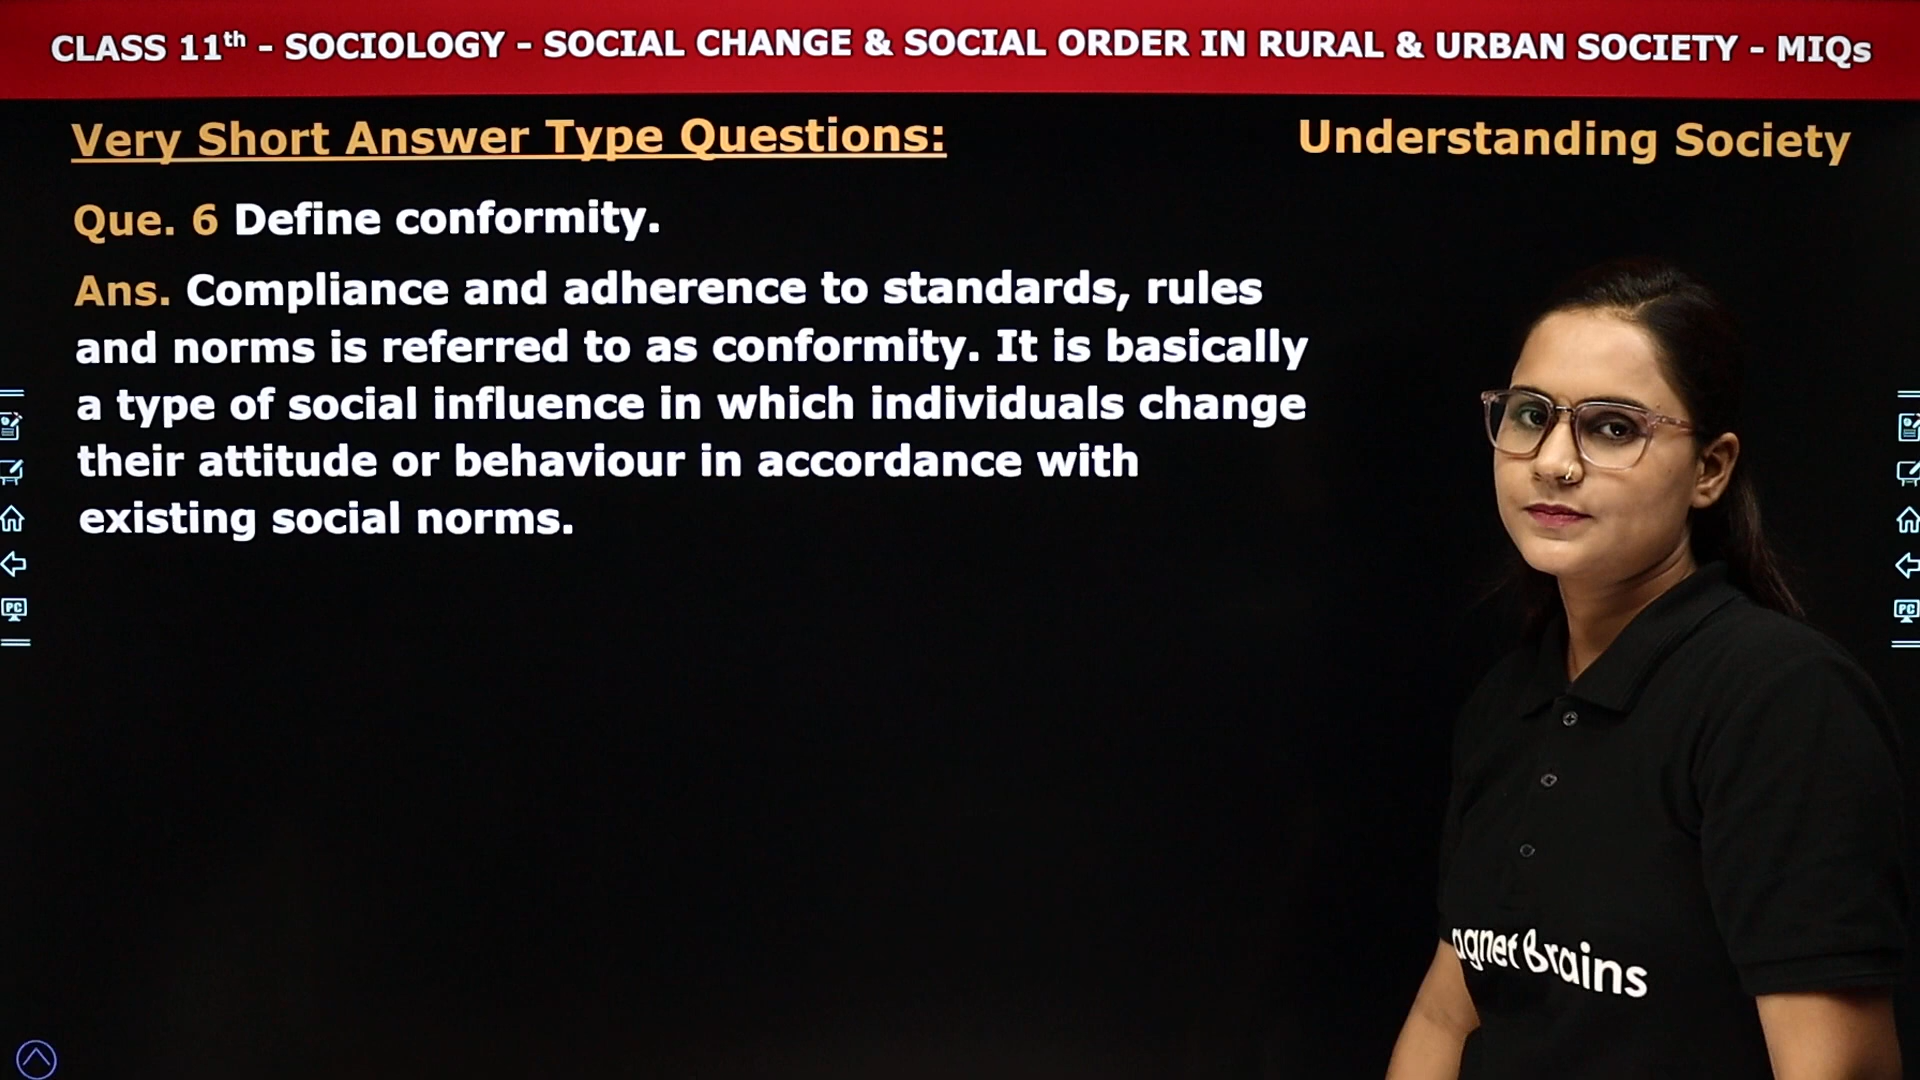 CLASS 11th - SOCIOLOGY - SOCIAL CHANGE & SOCIAL ORDER IN RURAL & URBAN SOCIETY - MIQs
Very Short Answer Type Questions:
Understanding Society
Que. 6 Define conformity.
Ans. Compliance and adherence to standards, rules
and norms is referred to as conformity. It is basically
a type of social influence in which individuals change
their attitude or behaviour in accordance with
existing social norms.
PC
PC
agnet Brains